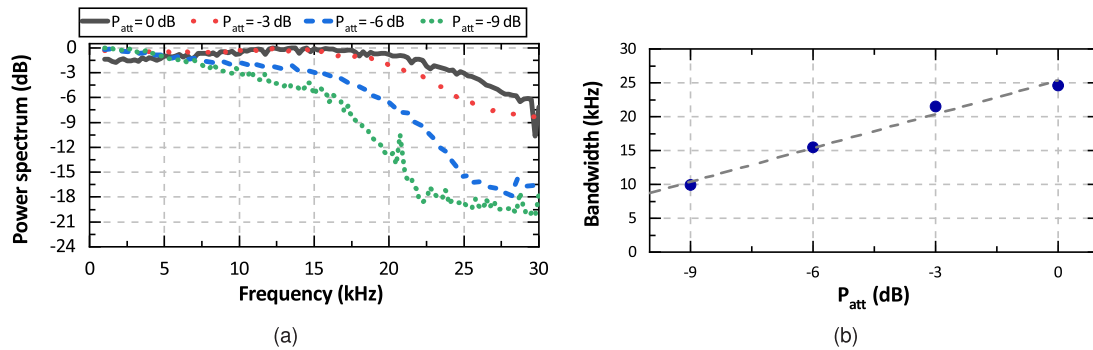 P_att = 0 dB P_att = -3 dB P_att = -6 dB P_att = -9 dB
Power spectrum (dB)
0
-3
-6
-9
-12
-15
-18
-21
-24
0 5 10 15 20 25 30
Frequency (kHz)
(a)
Bandwidth (kHz)
30
25
20
15
10
5
0
-9 -6 -3 0
P_att (dB)
(b)